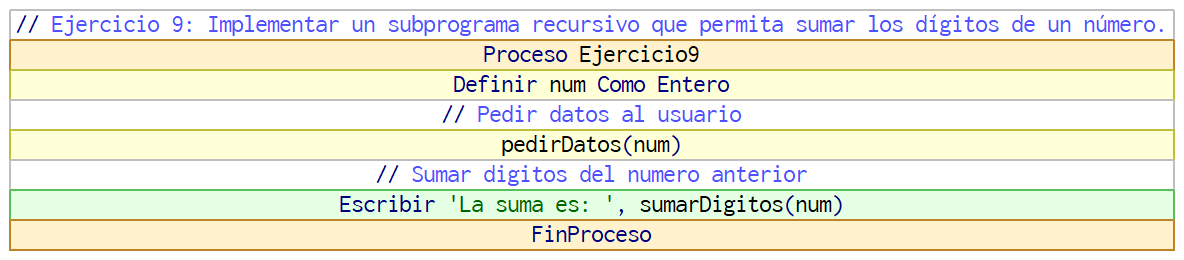 // Ejercicio 9: Implementar un subprograma recursivo que permita sumar los dígitos de un número.
Proceso Ejercicio9
Definir num Como Entero
// Pedir datos al usuario
pedirDatos(num)
// Sumar digitos del numero anterior
Escribir 'La suma es: ', sumarDigitos(num)
FinProceso